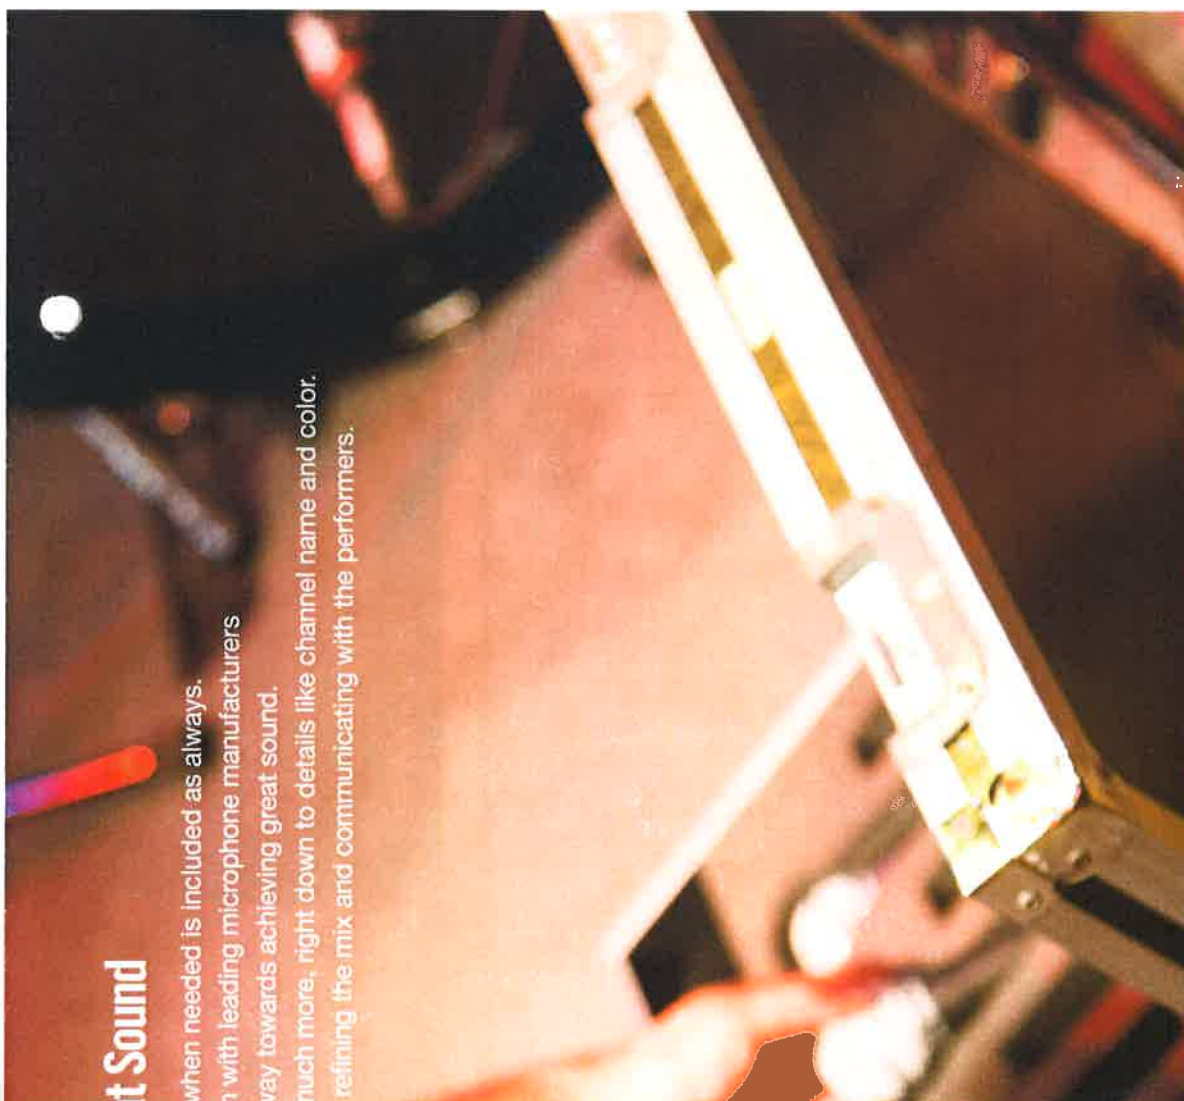 Sound
when needed is included as always.
with leading microphone manufacturers
way towards achieving great sound.
much more, right down to details like channel name and color.
refining the mix and communicating with the performers.